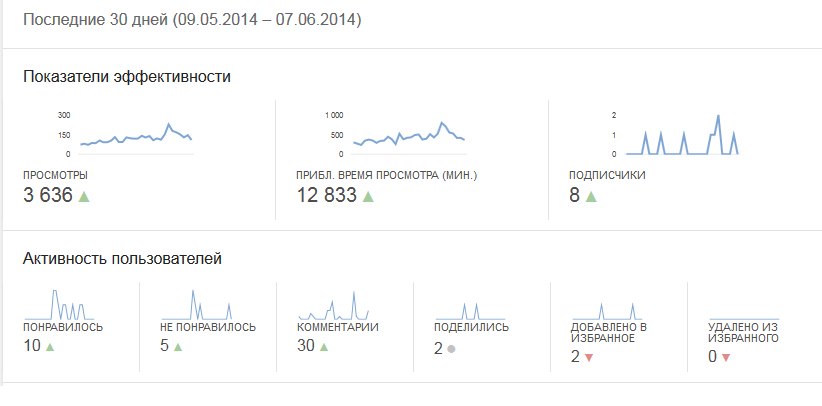 Последние 30 дней (09.05.2014 – 07.06.2014)
Показатели эффективности
300
150
0
ПРОСМОТРЫ
3 636
1 000
500
0
ПРИБЛ. ВРЕМЯ ПРОСМОТРА (МИН.)
12 833
2
1
0
ПОДПИСЧИКИ
8
Активность пользователей
ПОНРАВИЛОСЬ
10
НЕ ПОНРАВИЛОСЬ
5
КОММЕНТАРИИ
30
ПОДЕЛИЛИСЬ
2
ДОБАВЛЕНО В
ИЗБРАННОЕ
2
УДАЛЕНО ИЗ
ИЗБРАННОГО
0